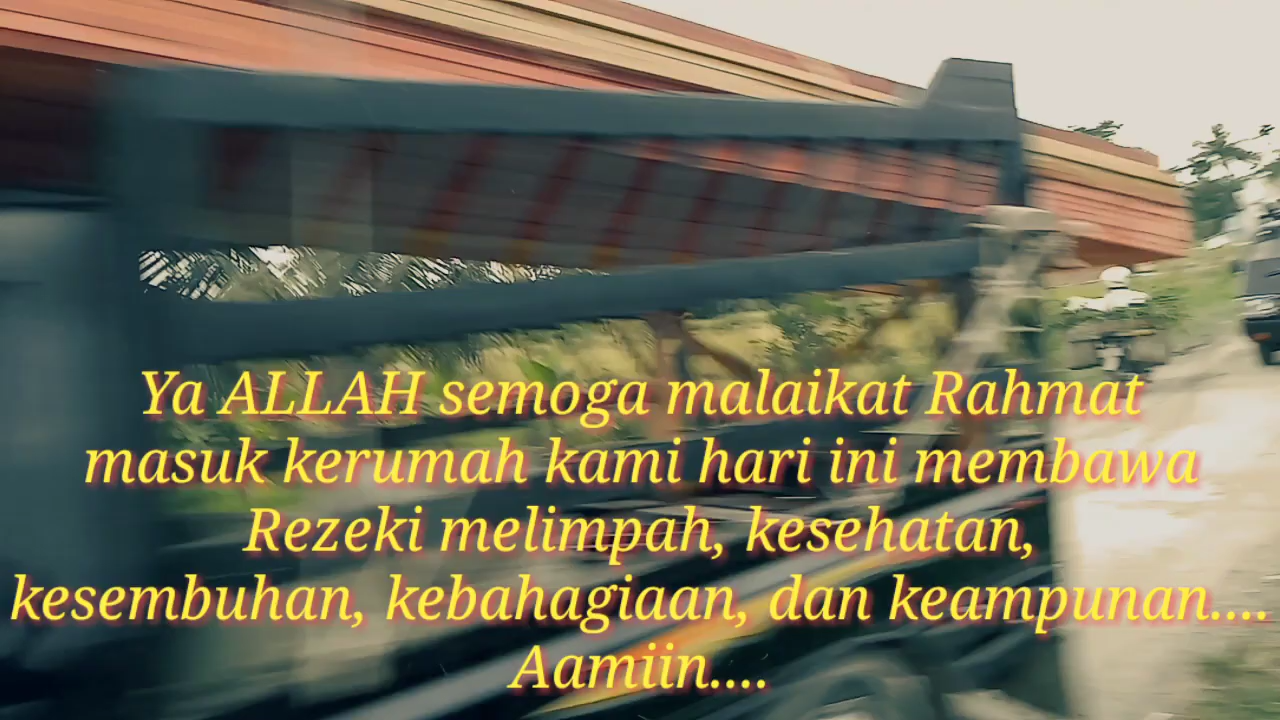 Ya ALLAH semoga malaikat Rahmat
masuk kerumah kami hari ini membawa
Rezeki melimpah, kesehatan,
kesembuhan, kebahagiaan, dan keampunan....
Aamiin....